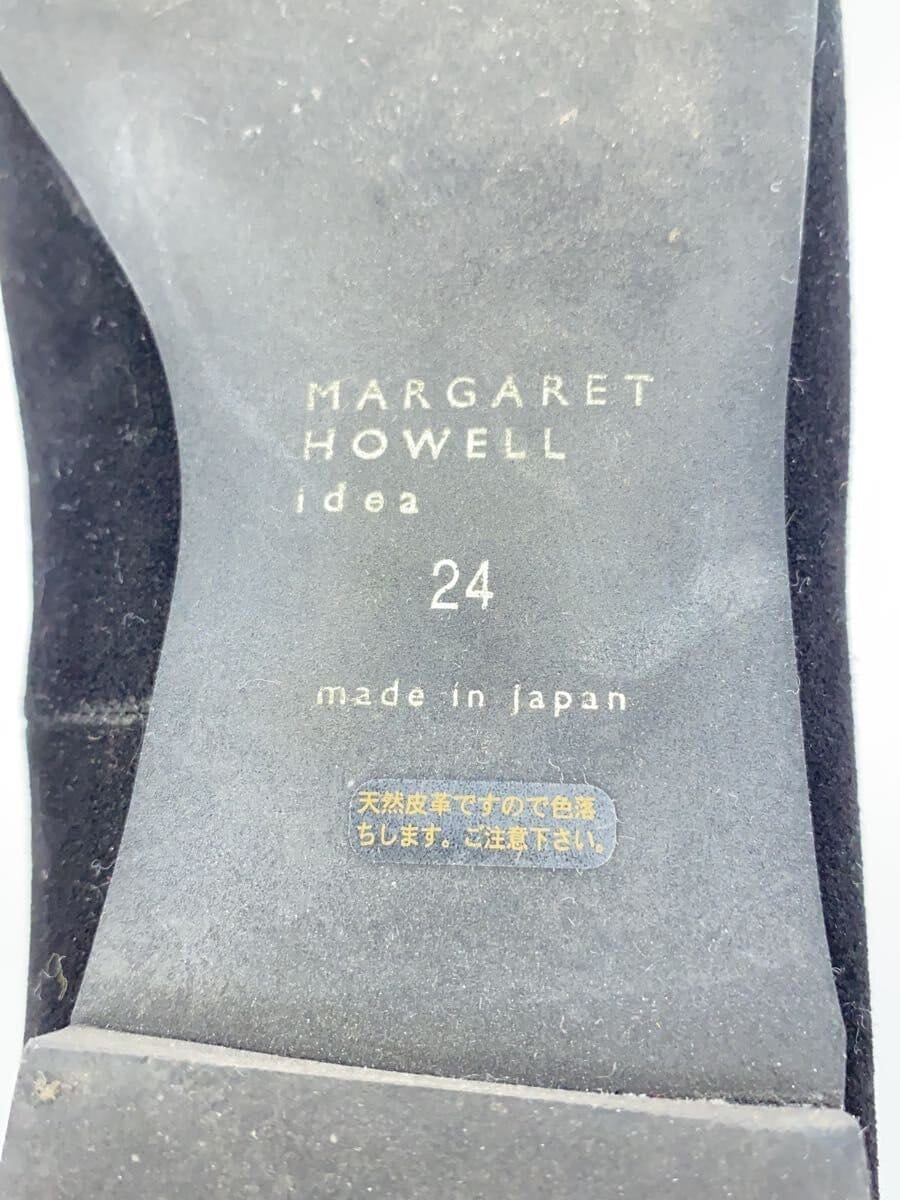 MARGARET
HOWELL
idea
24
made in japan
天然皮革ですので色落
ちします。ご注意下さい。